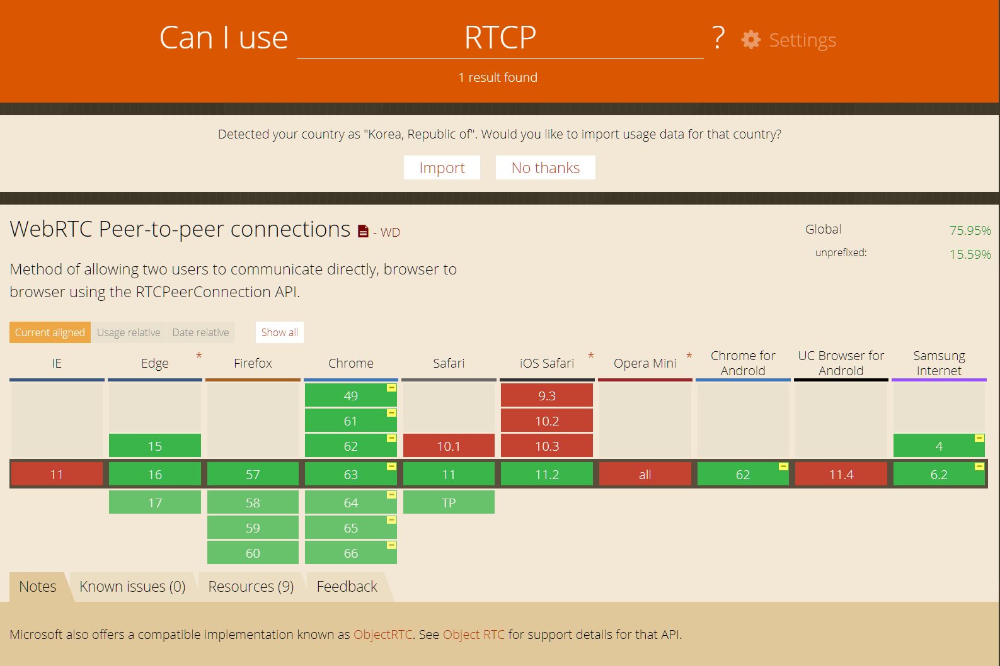 Can I use RTCP ? Settings
1 result found
Detected your country as "Korea, Republic of". Would you like to import usage data for that country?
Import No thanks
WebRTC Peer-to-peer connections - WD
Global 75.95%
unprefixed: 15.59%
Method of allowing two users to communicate directly, browser to
browser using the RTCPeerConnection API.
Current aligned Usage relative Date relative Show all
IE Edge * Firefox Chrome Safari iOS Safari * Opera Mini * Chrome for Android UC Browser for Android Samsung Internet
49 9.3
61 10.2
15 62 10.1 10.3 4
11 16 57 63 11 11.2 all 62 11.4 6.2
17 58 64 TP
59 65
60 66
Notes Known issues (0) Resources (9) Feedback
Microsoft also offers a compatible implementation known as ObjectRTC. See Object RTC for support details for that API.